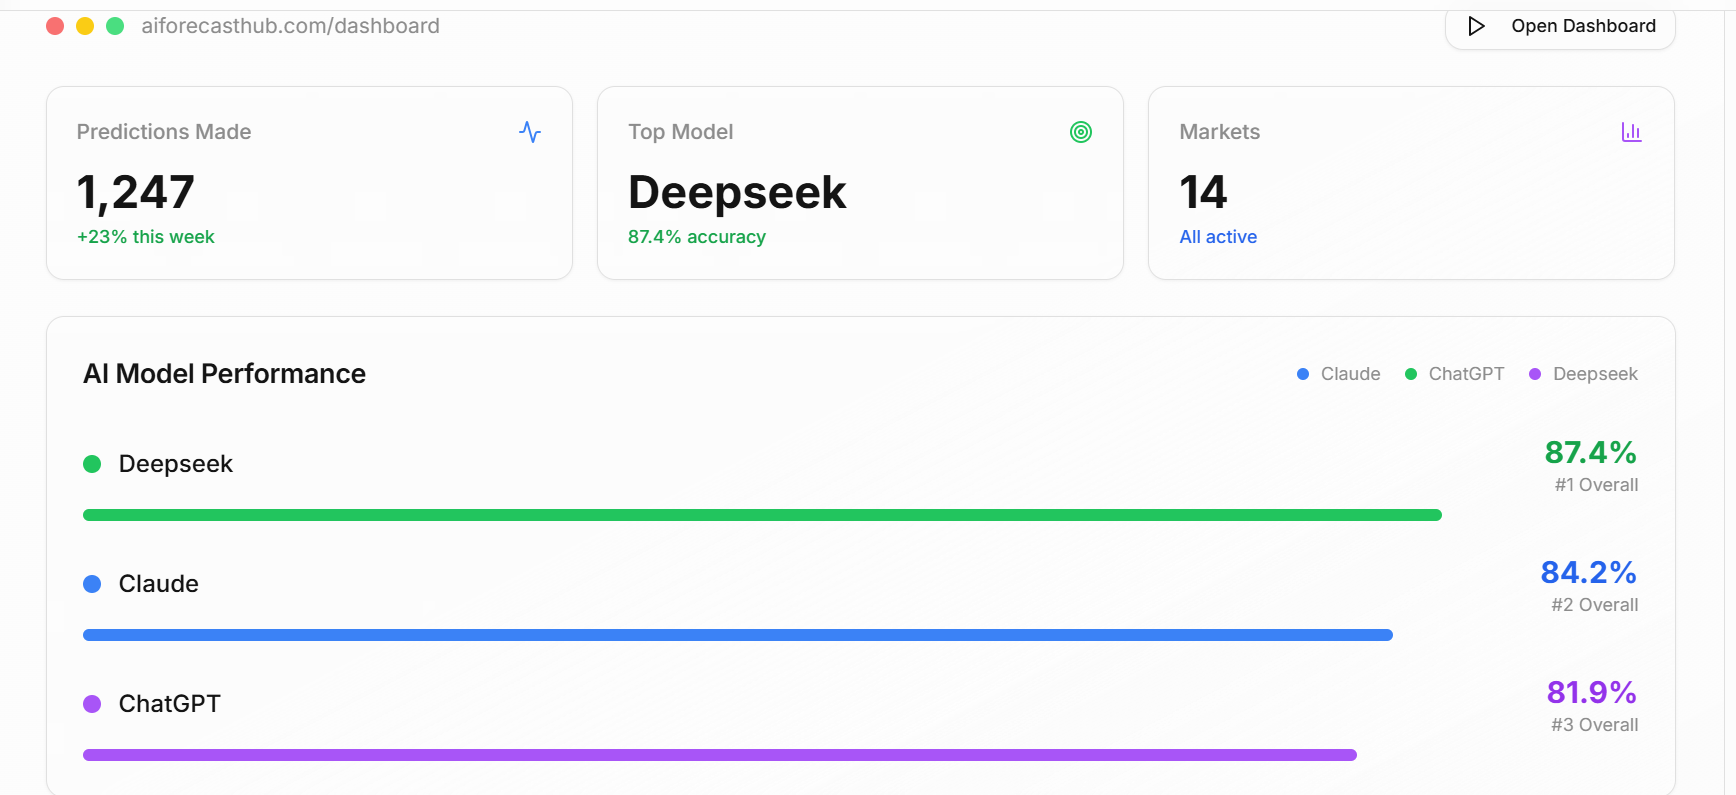 aiforecasthub.com/dashboard
Open Dashboard
Predictions Made
1,247
+23% this week
Top Model
Deepseek
87.4% accuracy
Markets
14
All active
AI Model Performance
Claude
ChatGPT
Deepseek
Deepseek
87.4%
#1 Overall
Claude
84.2%
#2 Overall
ChatGPT
81.9%
#3 Overall